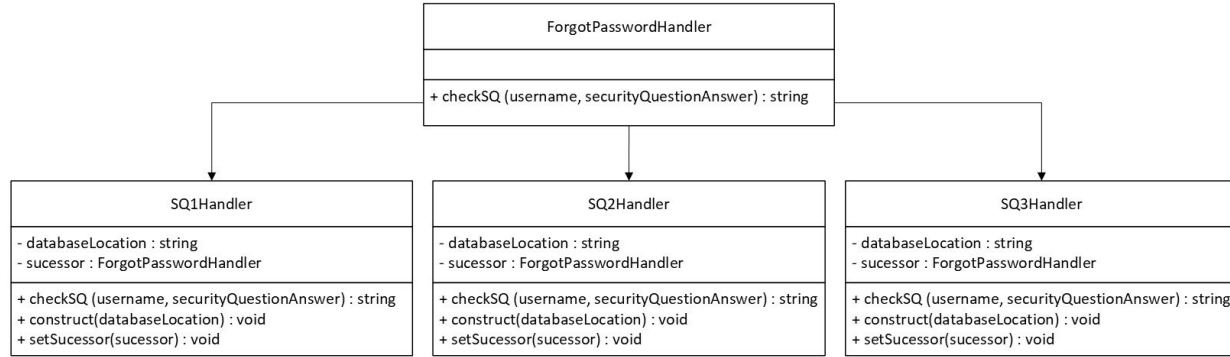 ForgotPasswordHandler
+ checkSQ (username, securityQuestionAnswer) : string
SQ1Handler
- databaseLocation : string
- sucessor : ForgotPasswordHandler
+ checkSQ (username, securityQuestionAnswer) : string
+ construct(databaseLocation) : void
+ setSucessor(sucessor) : void
SQ2Handler
- databaseLocation : string
- sucessor : ForgotPasswordHandler
+ checkSQ (username, securityQuestionAnswer) : string
+ construct(databaseLocation) : void
+ setSucessor(sucessor) : void
SQ3Handler
- databaseLocation : string
- sucessor : ForgotPasswordHandler
+ checkSQ (username, securityQuestionAnswer) : string
+ construct(databaseLocation) : void
+ setSucessor(sucessor) : void